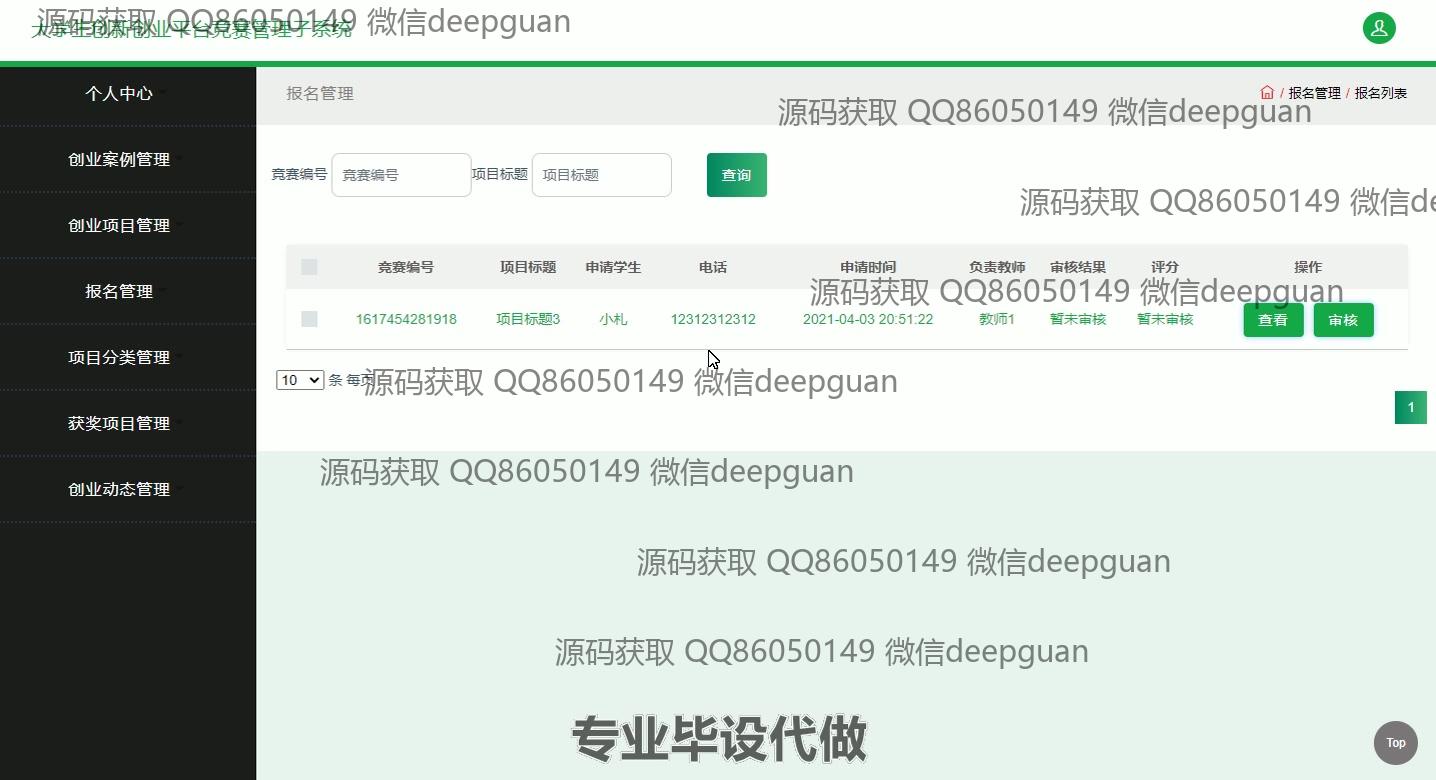 大学生创新创业平台竞赛管理子系统
源码获取 QQ86050149 微信deepguan
个人中心
创业案例管理
创业项目管理
报名管理
项目分类管理
获奖项目管理
创业动态管理
报名管理
/ 报名管理 / 报名列表
源码获取 QQ86050149 微信deepguan
竞赛编号 竞赛编号 项目标题 项目标题 查询
源码获取 QQ86050149 微信de
竞赛编号 项目标题 申请学生 电话 申请时间 负责教师 审核结果 评分 操作
源码获取 QQ86050149 微信deepguan
1617454281918 项目标题3 小札 12312312312 2021-04-03 20:51:22 教师1 暂未审核 暂未审核 查看 审核
10 条 每页
源码获取 QQ86050149 微信deepguan
1
源码获取 QQ86050149 微信deepguan
源码获取 QQ86050149 微信deepguan
源码获取 QQ86050149 微信deepguan
专业毕设代做
Top